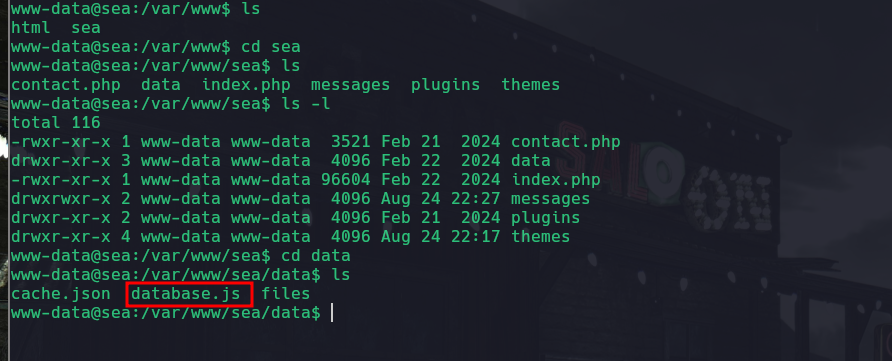 www-data@sea:/var/www$ ls
html  sea
www-data@sea:/var/www$ cd sea
www-data@sea:/var/www/sea$ ls
contact.php  data  index.php  messages  plugins  themes
www-data@sea:/var/www/sea$ ls -l
total 116
-rwxr-xr-x 1 www-data www-data  3521 Feb 21  2024 contact.php
drwxr-xr-x 3 www-data www-data  4096 Feb 22  2024 data
-rwxr-xr-x 1 www-data www-data 96604 Feb 22  2024 index.php
drwxrwxr-x 2 www-data www-data  4096 Aug 24 22:27 messages
drwxr-xr-x 2 www-data www-data  4096 Feb 21  2024 plugins
drwxr-xr-x 4 www-data www-data  4096 Aug 24 22:17 themes
www-data@sea:/var/www/sea$ cd data
www-data@sea:/var/www/sea/data$ ls
cache.json  database.js  files
www-data@sea:/var/www/sea/data$